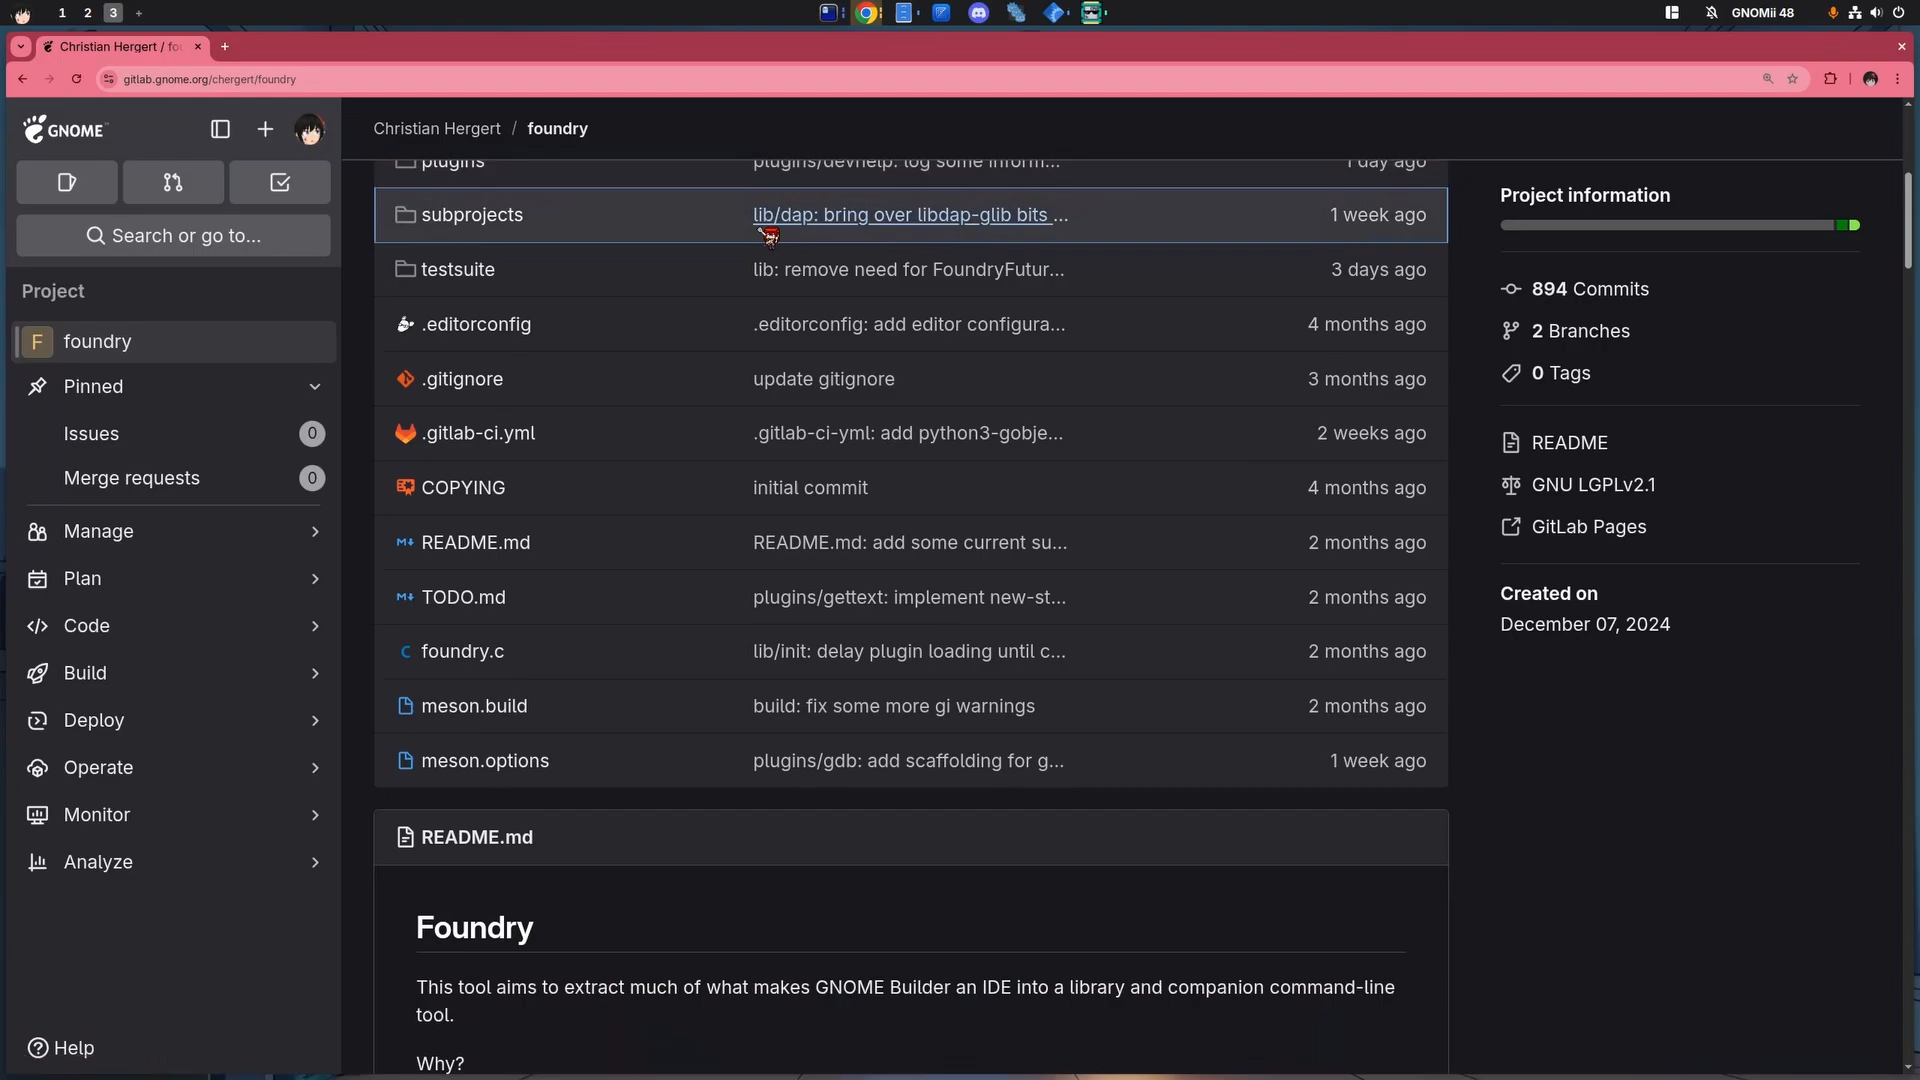 1 2 3 +
GNOMii 48
Christian Hergert / fo
gitlab.gnome.org/chergert/foundry
GNOME
Search or go to...
Project
F foundry
Pinned
Issues 0
Merge requests 0
Manage
Plan
Code
Build
Deploy
Operate
Monitor
Analyze
Help
Christian Hergert / foundry
plugins plugins/devhelp: log some inform... 1 day ago
subprojects lib/dap: bring over libdap-glib bits ... 1 week ago
testsuite lib: remove need for FoundryFutur... 3 days ago
.editorconfig .editorconfig: add editor configura... 4 months ago
.gitignore update gitignore 3 months ago
.gitlab-ci.yml .gitlab-ci-yml: add python3-gobje... 2 weeks ago
COPYING initial commit 4 months ago
README.md README.md: add some current su... 2 months ago
TODO.md plugins/gettext: implement new-st... 2 months ago
C foundry.c lib/init: delay plugin loading until c... 2 months ago
meson.build build: fix some more gi warnings 2 months ago
meson.options plugins/gdb: add scaffolding for g... 1 week ago
README.md
Foundry
This tool aims to extract much of what makes GNOME Builder an IDE into a library and companion command-line
tool.
Why?
Project information
894 Commits
2 Branches
0 Tags
README
GNU LGPLv2.1
GitLab Pages
Created on
December 07, 2024